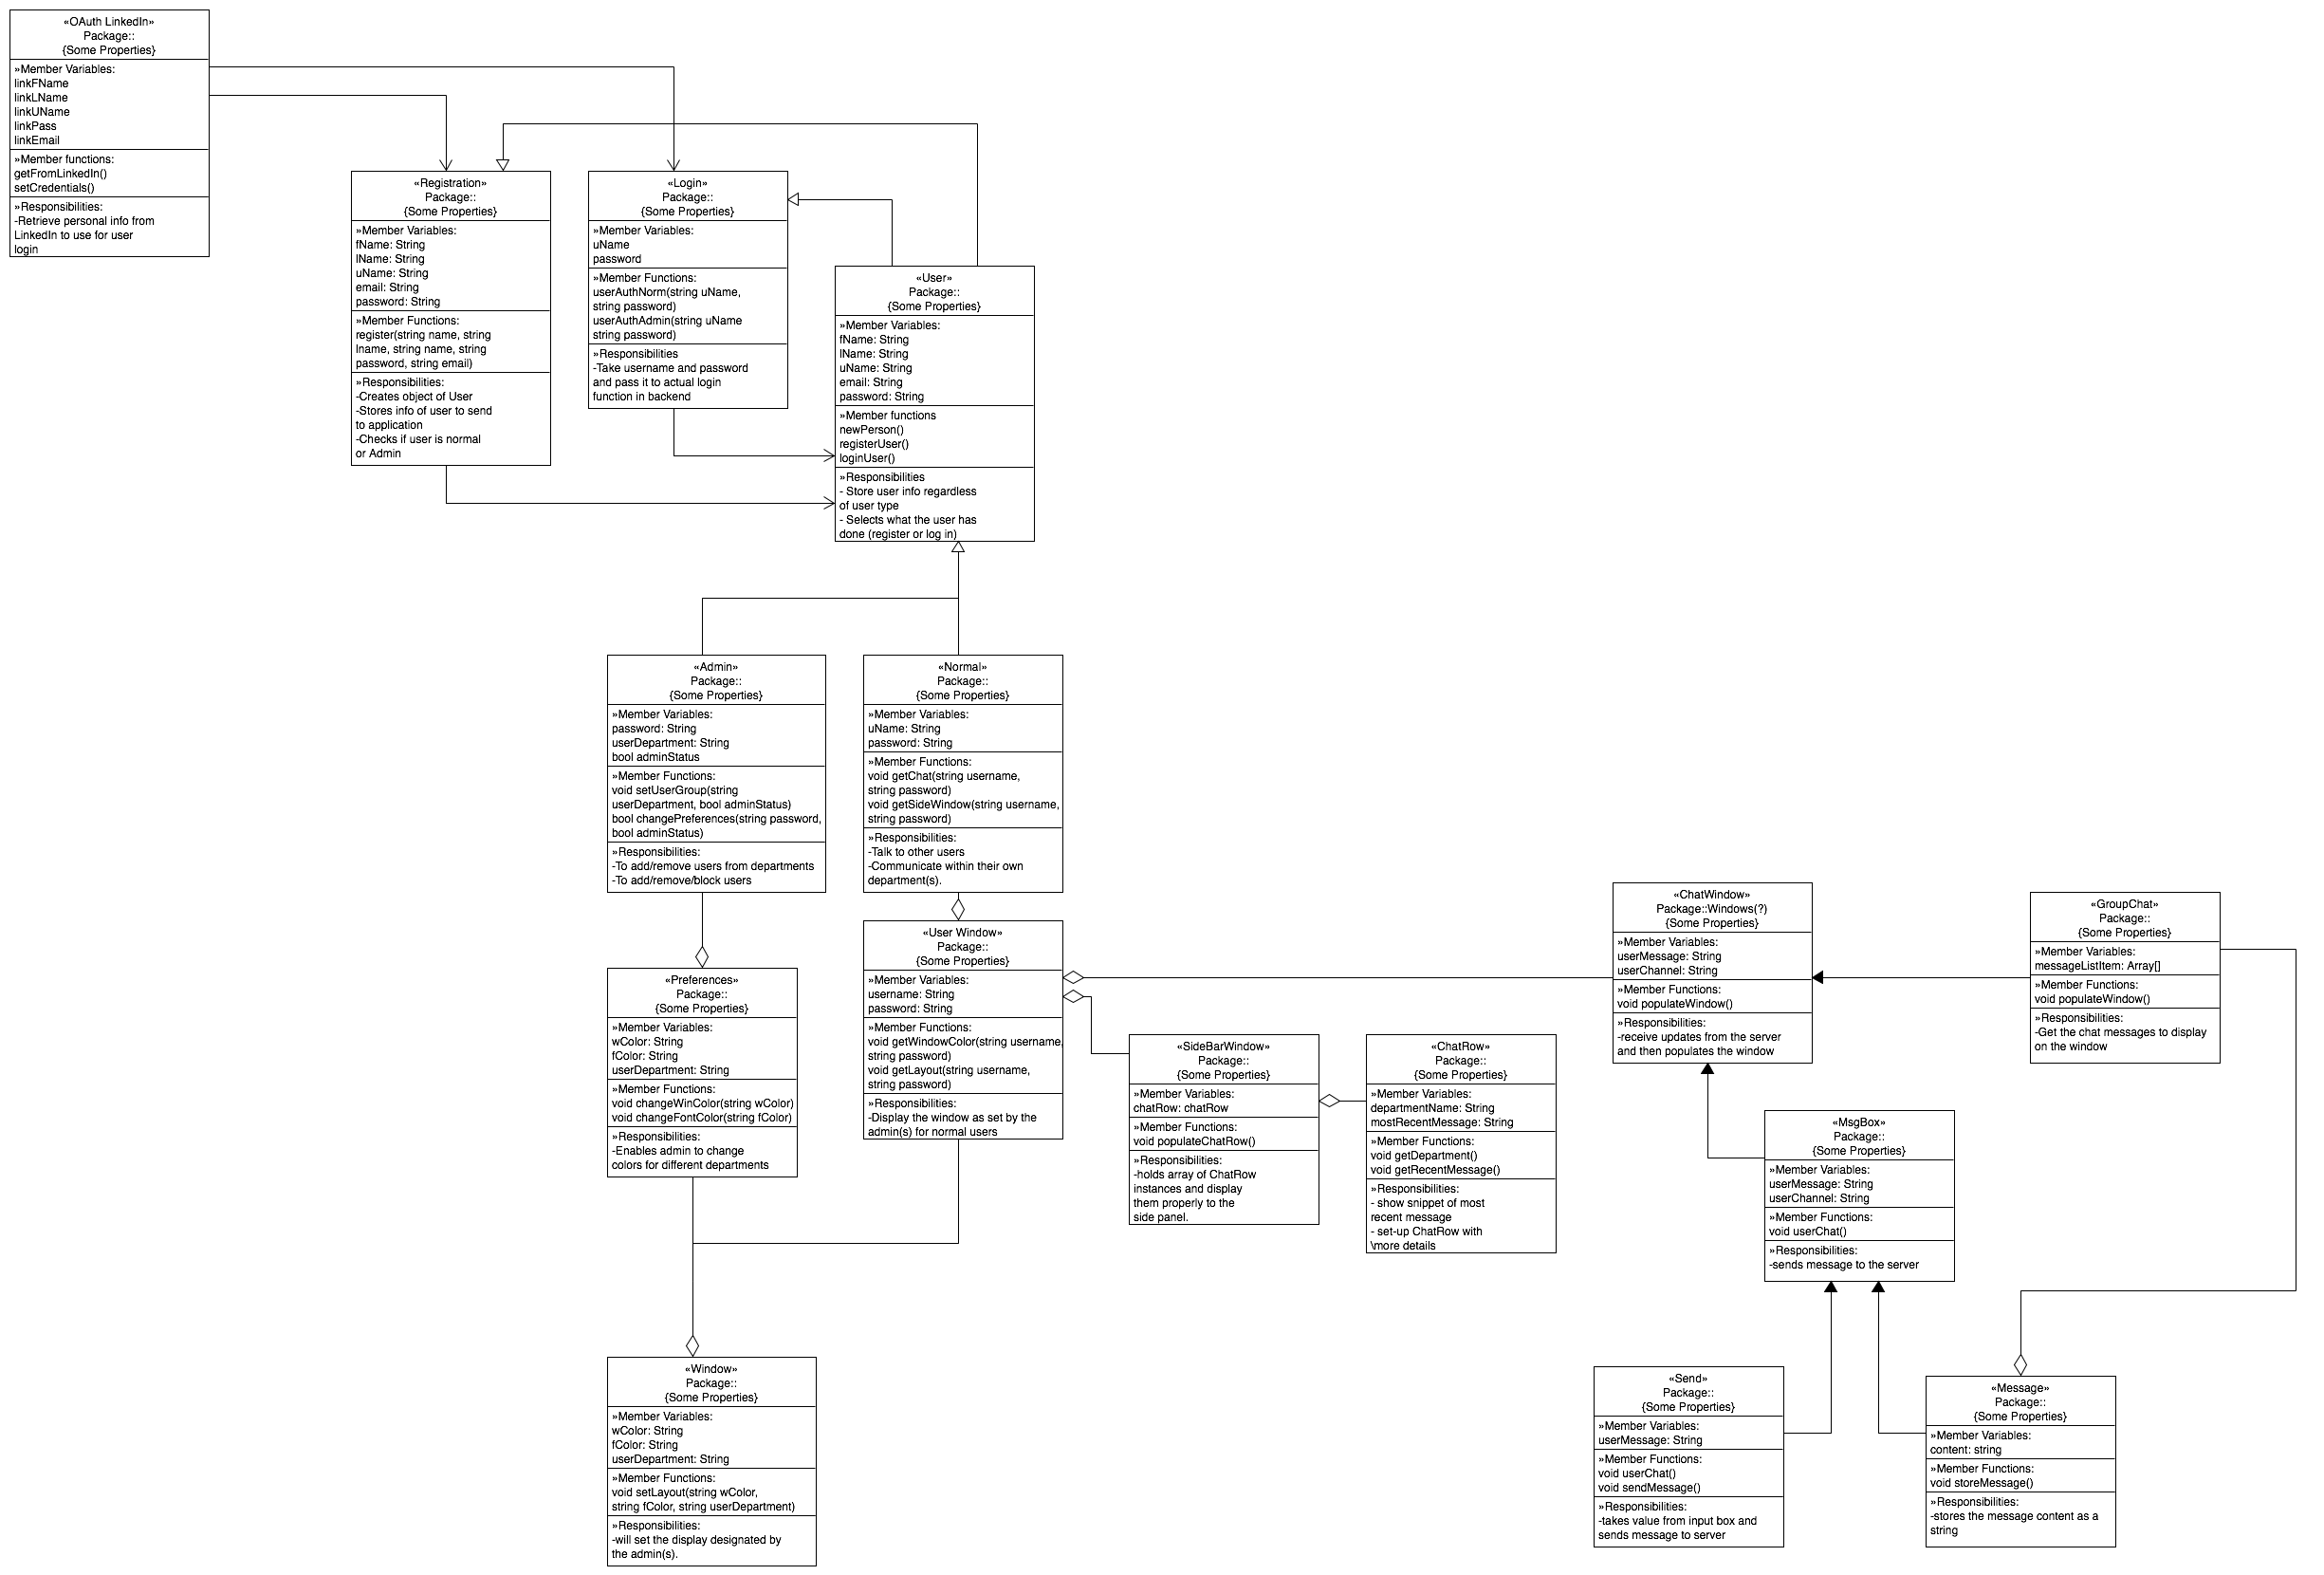 «OAuth LinkedIn»
Package::
{Some Properties}
»Member Variables:
linkFName
linkLName
linkUName
linkPass
linkEmail
»Member functions:
getFromLinkedIn()
setCredentials()
»Responsibilities:
-Retrieve personal info from
LinkedIn to use for user
login
«Registration»
Package::
{Some Properties}
»Member Variables:
fName: String
lName: String
uName: String
email: String
password: String
»Member Functions:
register(string name, string
lname, string name, string
password, string email)
»Responsibilities:
-Creates object of User
-Stores info of user to send
to application
-Checks if user is normal
or Admin
«Login»
Package::
{Some Properties}
»Member Variables:
uName
password
»Member Functions:
userAuthNorm(string uName,
string password)
userAuthAdmin(string uName
string password)
»Responsibilities
-Take username and password
and pass it to actual login
function in backend
«User»
Package::
{Some Properties}
»Member Variables:
fName: String
lName: String
uName: String
email: String
password: String
»Member functions
newPerson()
registerUser()
loginUser()
»Responsibilities
- Store user info regardless
of user type
- Selects what the user has
done (register or log in)
«Admin»
Package::
{Some Properties}
»Member Variables:
password: String
userDepartment: String
bool adminStatus
»Member Functions:
void setUserGroup(string
userDepartment, bool adminStatus)
bool changePreferences(string password,
bool adminStatus)
»Responsibilities:
-To add/remove users from departments
-To add/remove/block users
«Normal»
Package::
{Some Properties}
»Member Variables:
uName: String
password: String
»Member Functions:
void getChat(string username,
string password)
void getSideWindow(string username,
string password)
»Responsibilities:
-Talk to other users
-Communicate within their own
department(s).
«Preferences»
Package::
{Some Properties}
»Member Variables:
wColor: String
fColor: String
userDepartment: String
»Member Functions:
void changeWinColor(string wColor)
void changeFontColor(string fColor)
»Responsibilities:
-Enables admin to change
colors for different departments
«User Window»
Package::
{Some Properties}
»Member Variables:
username: String
password: String
»Member Functions:
void getWindowColor(string username,
string password)
void getLayout(string username,
string password)
»Responsibilities:
-Display the window as set by the
admin(s) for normal users
«SideBarWindow»
Package::
{Some Properties}
»Member Variables:
chatRow: chatRow
»Member Functions:
void populateChatRow()
»Responsibilities:
-holds array of ChatRow
instances and display
them properly to the
side panel.
«ChatRow»
Package::
{Some Properties}
»Member Variables:
departmentName: String
mostRecentMessage: String
»Member Functions:
void getDepartment()
void getRecentMessage()
»Responsibilities:
- show snippet of most
recent message
- set-up ChatRow with
\more details
«ChatWindow»
Package::Windows(?)
{Some Properties}
»Member Variables:
userMessage: String
userChannel: String
»Member Functions:
void populateWindow()
»Responsibilities:
-receive updates from the server
and then populates the window
«GroupChat»
Package::
{Some Properties}
»Member Variables:
messageListItem: Array[]
»Member Functions:
void populateWindow()
»Responsibilities:
-Get the chat messages to display
on the window
«MsgBox»
Package::
{Some Properties}
»Member Variables:
userMessage: String
userChannel: String
»Member Functions:
void userChat()
»Responsibilities:
-sends message to the server
«Window»
Package::
{Some Properties}
»Member Variables:
wColor: String
fColor: String
userDepartment: String
»Member Functions:
void setLayout(string wColor,
string fColor, string userDepartment)
»Responsibilities:
-will set the display designated by
the admin(s).
«Send»
Package::
{Some Properties}
»Member Variables:
userMessage: String
»Member Functions:
void userChat()
void sendMessage()
»Responsibilities:
-takes value from input box and
sends message to server
«Message»
Package::
{Some Properties}
»Member Variables:
content: string
»Member Functions:
void storeMessage()
»Responsibilities:
-stores the message content as a
string